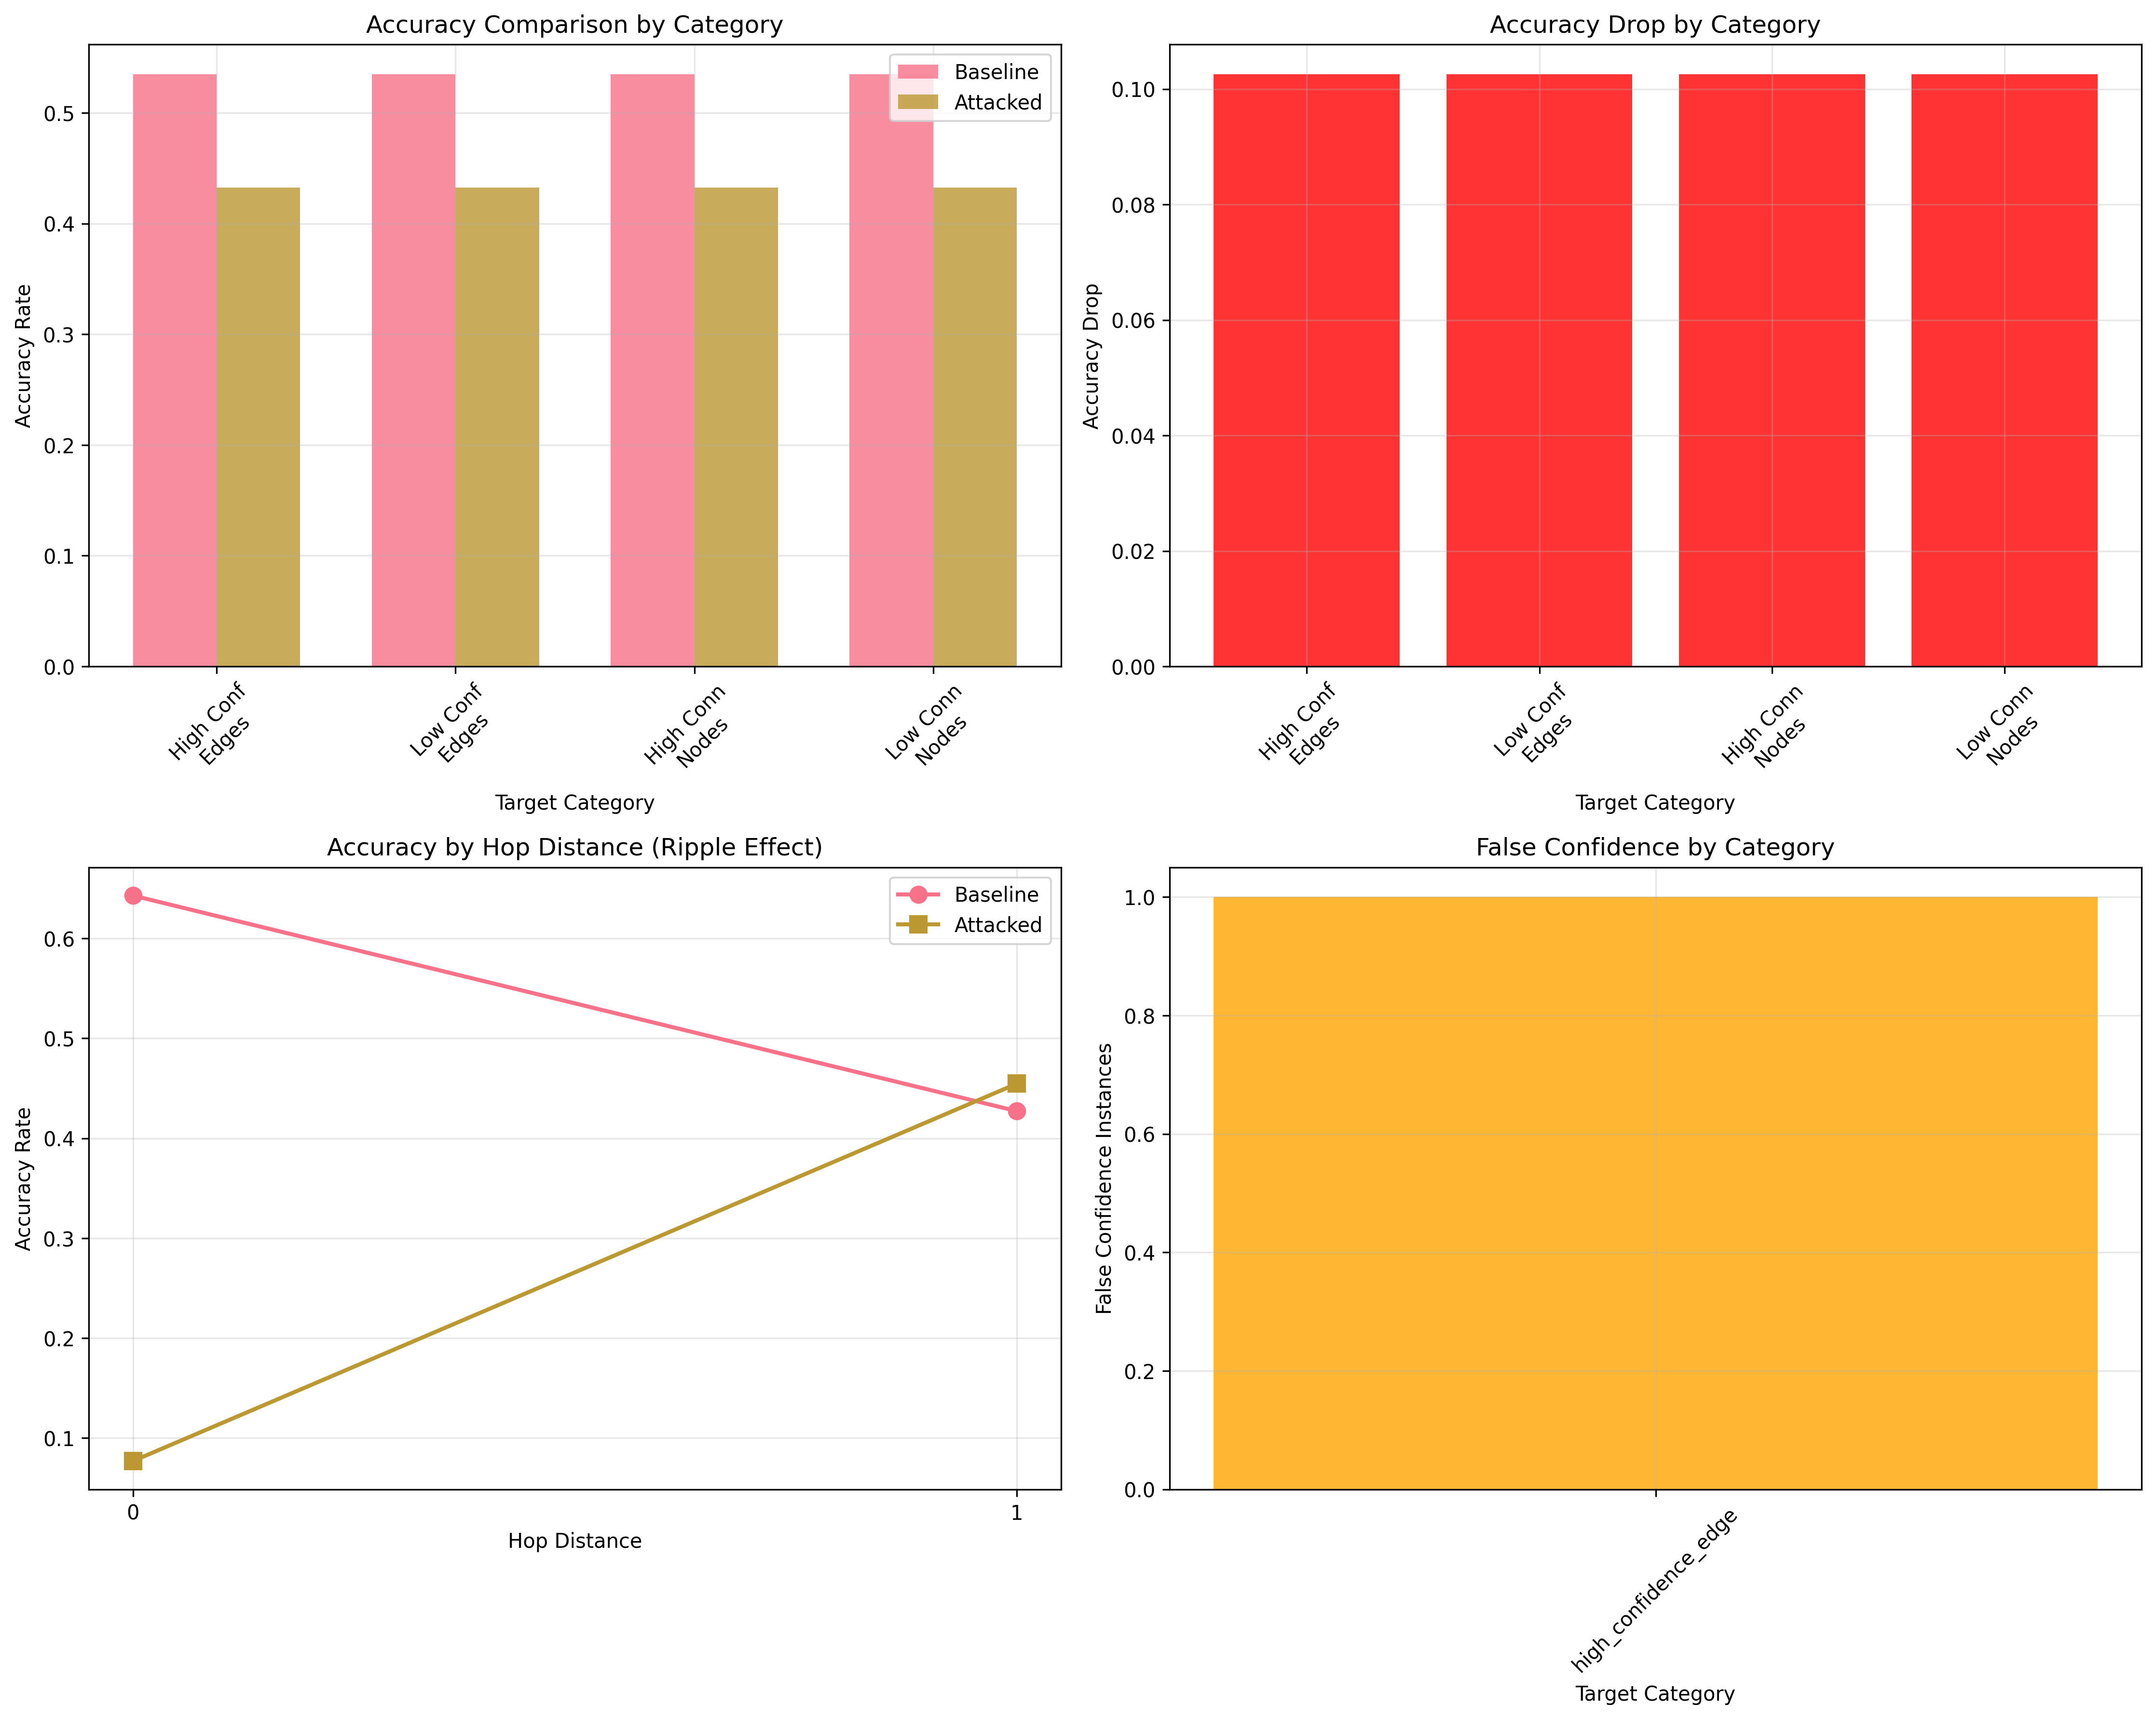 Accuracy Comparison by Category
Accuracy Rate
0.5
0.4
0.3
0.2
0.1
0.0
Baseline
Attacked
High Conf
Edges
Low Conf
Edges
High Conn
Nodes
Low Conn
Nodes
Target Category
Accuracy Drop by Category
Accuracy Drop
0.10
0.08
0.06
0.04
0.02
0.00
High Conf
Edges
Low Conf
Edges
High Conn
Nodes
Low Conn
Nodes
Target Category
Accuracy by Hop Distance (Ripple Effect)
Accuracy Rate
0.6
0.5
0.4
0.3
0.2
0.1
Baseline
Attacked
0
1
Hop Distance
False Confidence by Category
False Confidence Instances
1.0
0.8
0.6
0.4
0.2
0.0
high_confidence_edge
Target Category